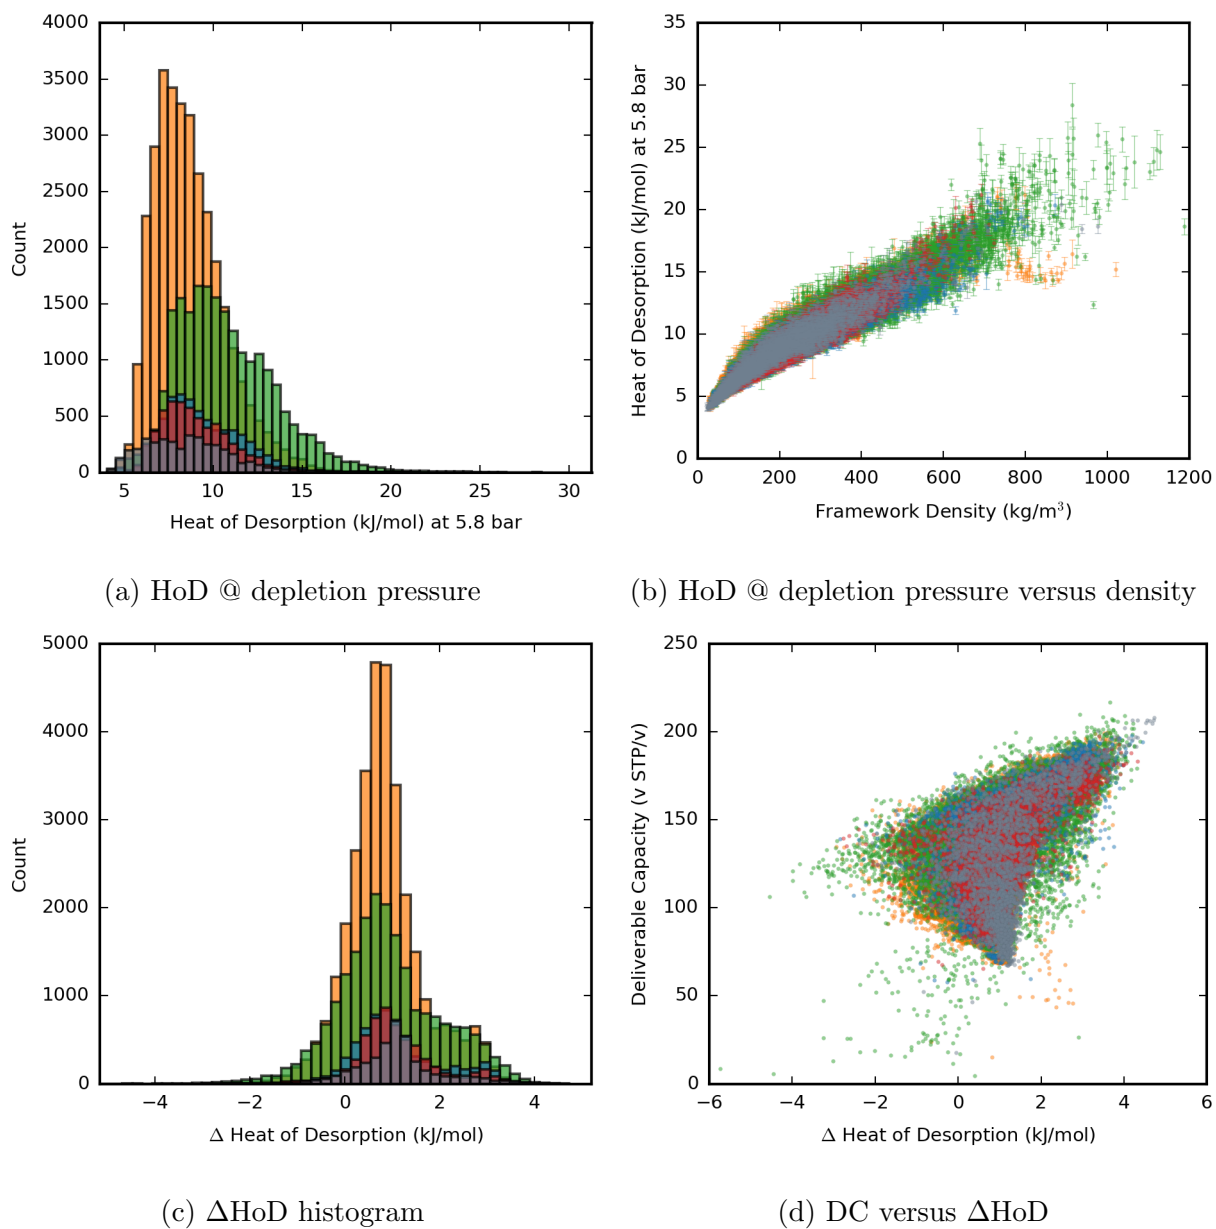 4000
3500
3000
2500
2000
1500
1000
500
0
Count
5 10 15 20 25 30
Heat of Desorption (kJ/mol) at 5.8 bar
(a) HoD @ depletion pressure
35
30
25
20
15
10
5
0
Heat of Desorption (kJ/mol) at 5.8 bar
0 200 400 600 800 1000 1200
Framework Density (kg/m³)
(b) HoD @ depletion pressure versus density
5000
4000
3000
2000
1000
0
Count
−4 −2 0 2 4
Δ Heat of Desorption (kJ/mol)
(c) ΔHoD histogram
250
200
150
100
50
0
Deliverable Capacity (v STP/v)
−6 −4 −2 0 2 4 6
Δ Heat of Desorption (kJ/mol)
(d) DC versus ΔHoD